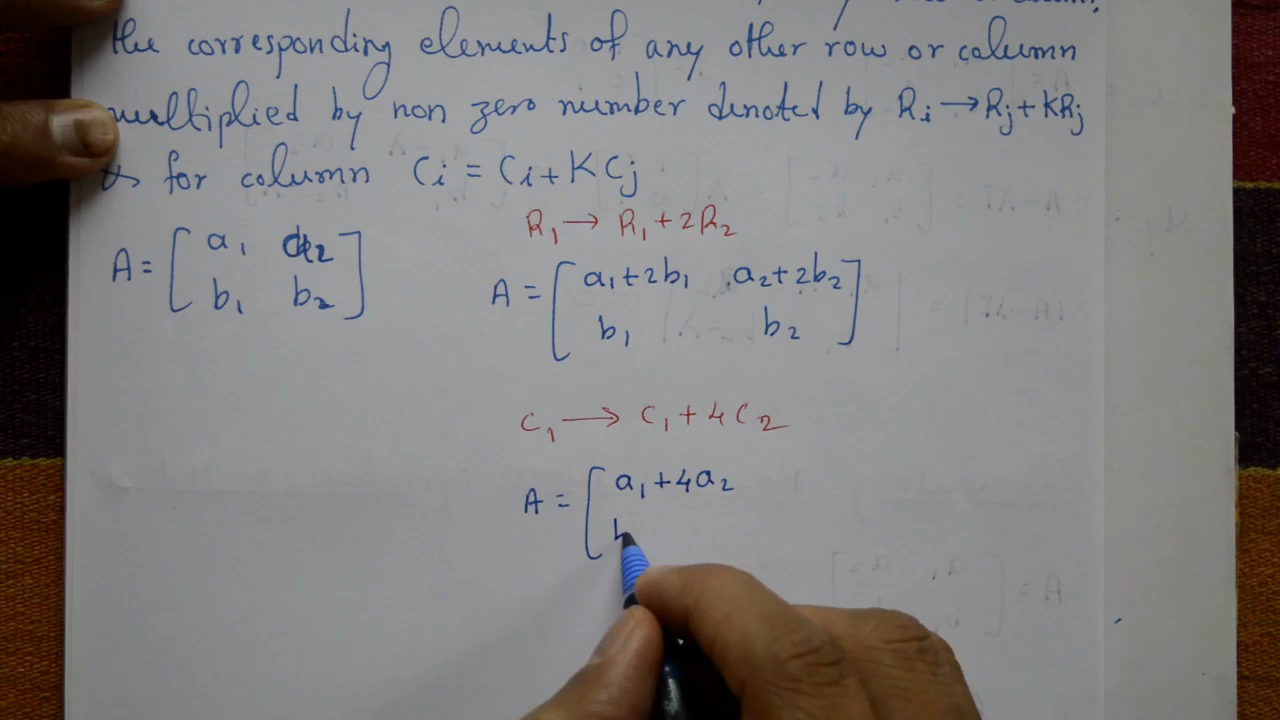 the corresponding elements of any other row or column
multiplied by non zero number denoted by Ri → Rj + KRj
for column Ci = Ci + KCj
R1 → R1 + 2R2
A = [ a1 a2
b1 b2 ]
A = [ a1+2b1 a2+2b2
b1 b2 ]
C1 → C1 + 4C2
A = [ a1 + 4a2
b